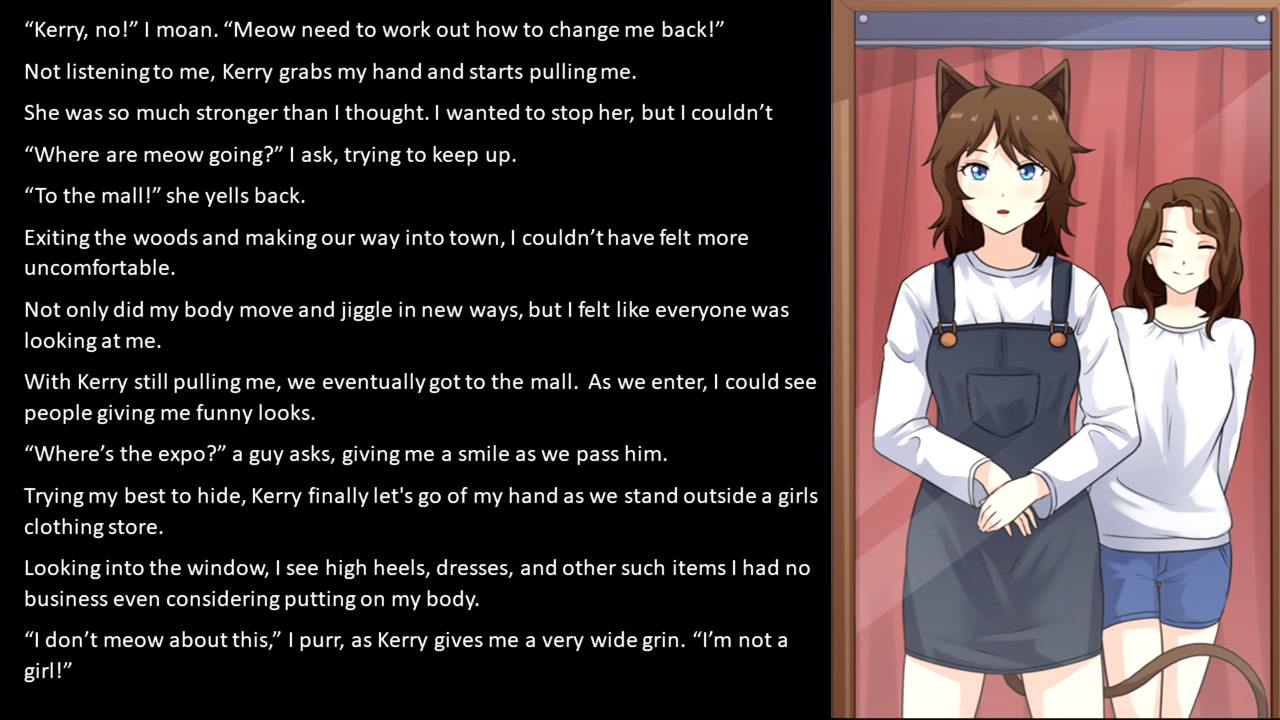 “Kerry, no!” I moan. “Meow need to work out how to change me back!”
Not listening to me, Kerry grabs my hand and starts pulling me.
She was so much stronger than I thought. I wanted to stop her, but I couldn’t
“Where are meow going?” I ask, trying to keep up.
“To the mall!” she yells back.
Exiting the woods and making our way into town, I couldn’t have felt more
uncomfortable.
Not only did my body move and jiggle in new ways, but I felt like everyone was
looking at me.
With Kerry still pulling me, we eventually got to the mall.  As we enter, I could see
people giving me funny looks.
“Where’s the expo?” a guy asks, giving me a smile as we pass him.
Trying my best to hide, Kerry finally let's go of my hand as we stand outside a girls
clothing store.
Looking into the window, I see high heels, dresses, and other such items I had no
business even considering putting on my body.
“I don’t meow about this,” I purr, as Kerry gives me a very wide grin. “I’m not a
girl!”